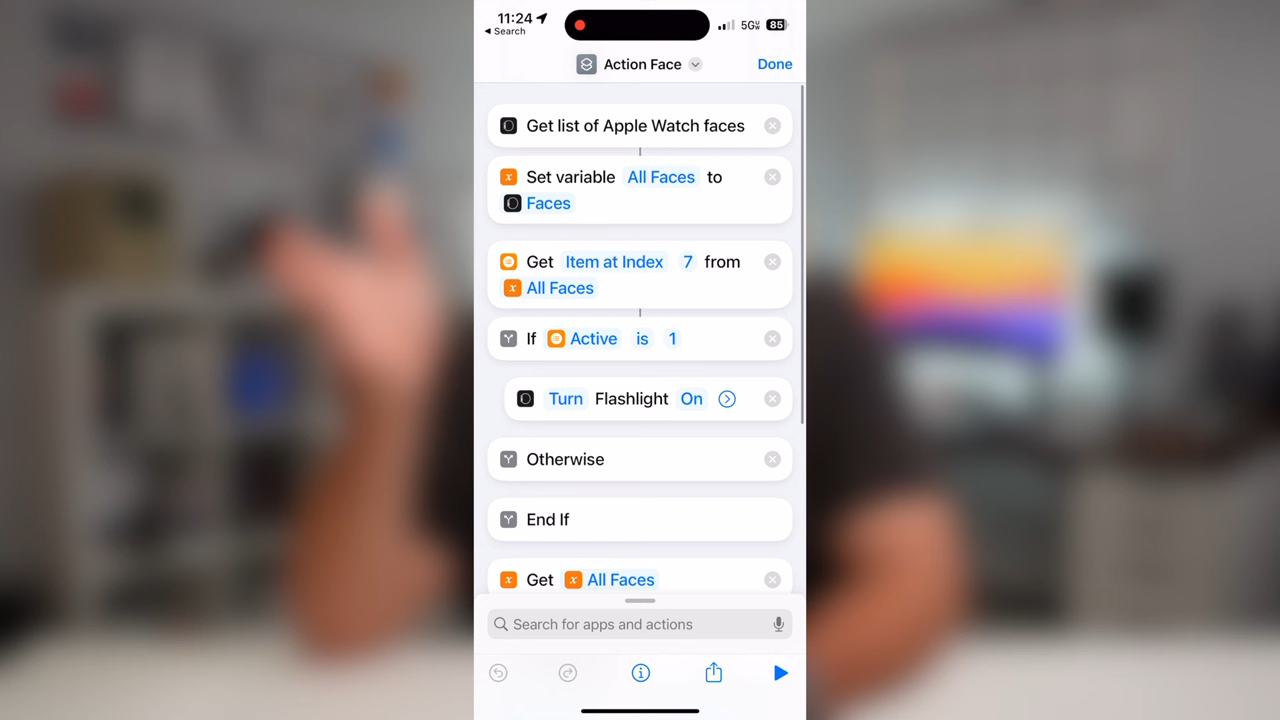 11:24
Search
5G
85
Action Face
Done
Get list of Apple Watch faces
x Set variable All Faces to
Faces
Get Item at Index 7 from
x All Faces
If Active is 1
Turn Flashlight On
Otherwise
End If
x Get x All Faces
Search for apps and actions